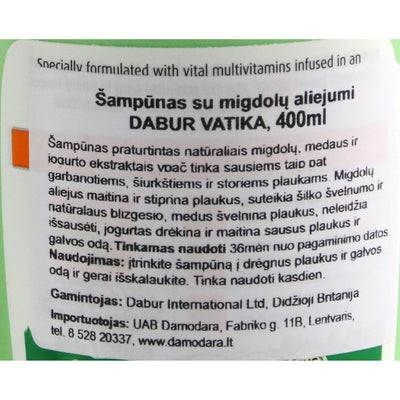 Specially formulated with vital multivitamins infused in an
Šampūnas su migdolų aliejumi
DABUR VATIKA, 400ml
Šampūnas praturtintas natūraliais migdolų, medaus ir
jogurto ekstraktais ypač tinka sausiems taip pat
garbanotiems, šiurkštiems ir storiems plaukams. Migdolų
aliejus maitina ir stiprina plaukus, suteikia šilko švelnumo ir
natūralaus blizgesio, medus švelnina plaukus, neleidžia
išsausėti, jogurtas drėkina ir maitina sausus plaukus ir
galvos odą. Tinkamas naudoti 36mėn nuo pagaminimo datos
Naudojimas: įtrinkite šampūną į drėgnus plaukus ir galvos
odą ir gerai išskalaukite. Tinka naudoti kasdien.
Gamintojas: Dabur International Ltd, Didžioji Britanija
Importuotojas: UAB Damodara, Fabriko g. 11B, Lentvaris,
tel. 8 528 20337, www.damodara.lt